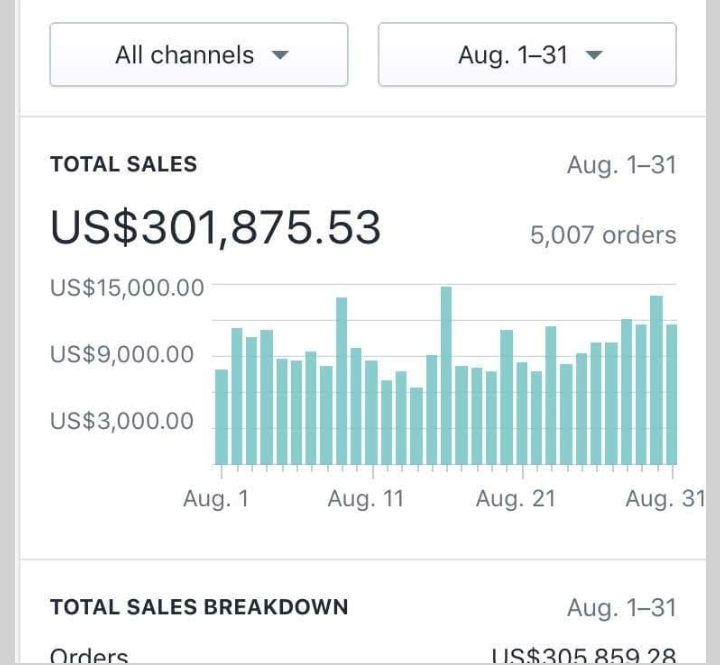 All channels Aug. 1–31
TOTAL SALES Aug. 1–31
US$301,875.53 5,007 orders
US$15,000.00
US$9,000.00
US$3,000.00
Aug. 1 Aug. 11 Aug. 21 Aug. 31
TOTAL SALES BREAKDOWN Aug. 1–31
Orders US$305,859.28